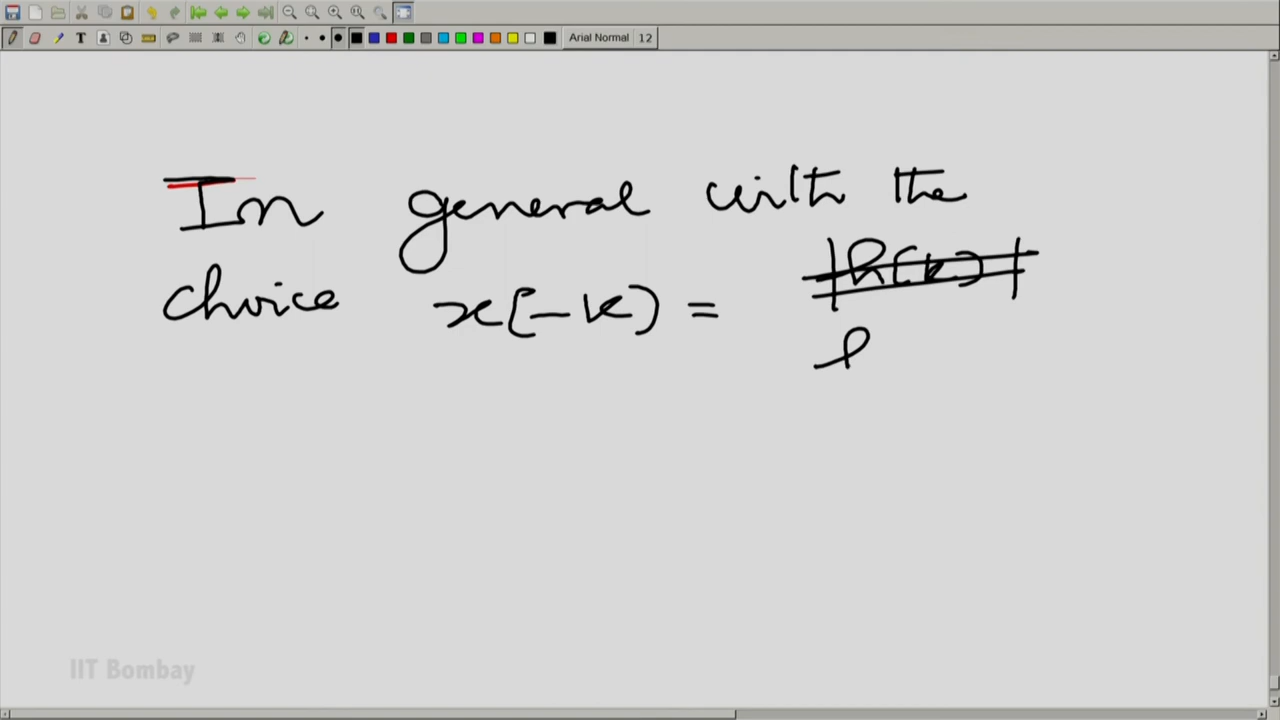 Arial Normal 12
In general with the
|h(k)|
choice x[-k] =
IIT Bombay